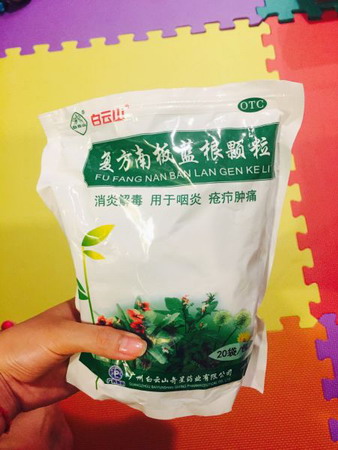 白云山
OTC
复方南板蓝根颗粒
FU FANG NAN BAN LAN GEN KE LI
消炎解毒 用于咽炎 疮疖肿痛
20袋
广州白云山奇星药业有限公司